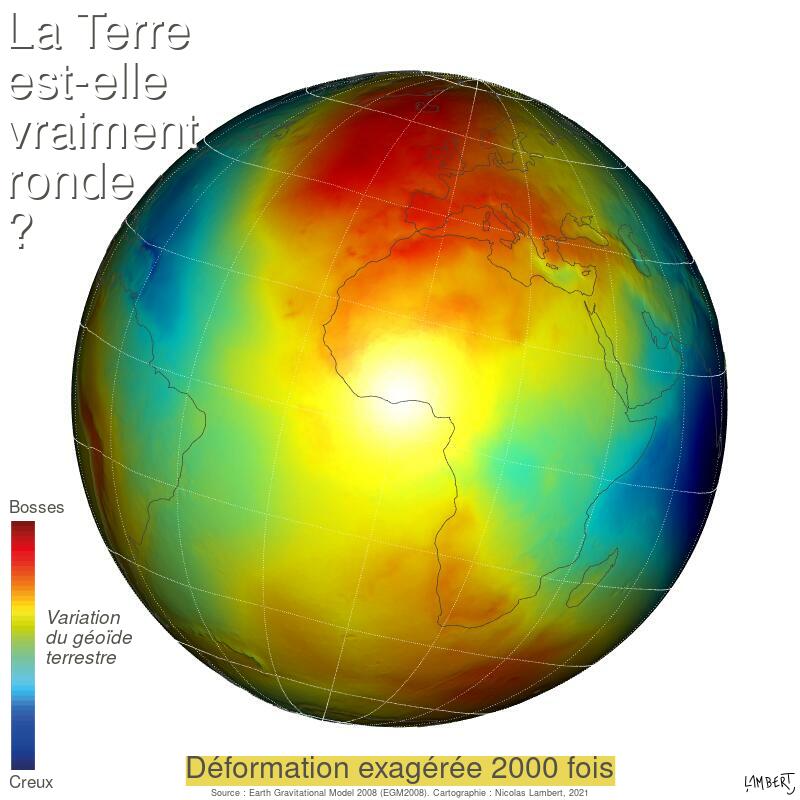 La Terre
est-elle
vraiment
ronde
?
Bosses
Variation
du géoïde
terrestre
Creux
Déformation exagérée 2000 fois
Source : Earth Gravitational Model 2008 (EGM2008). Cartographie : Nicolas Lambert, 2021
LAMBERT